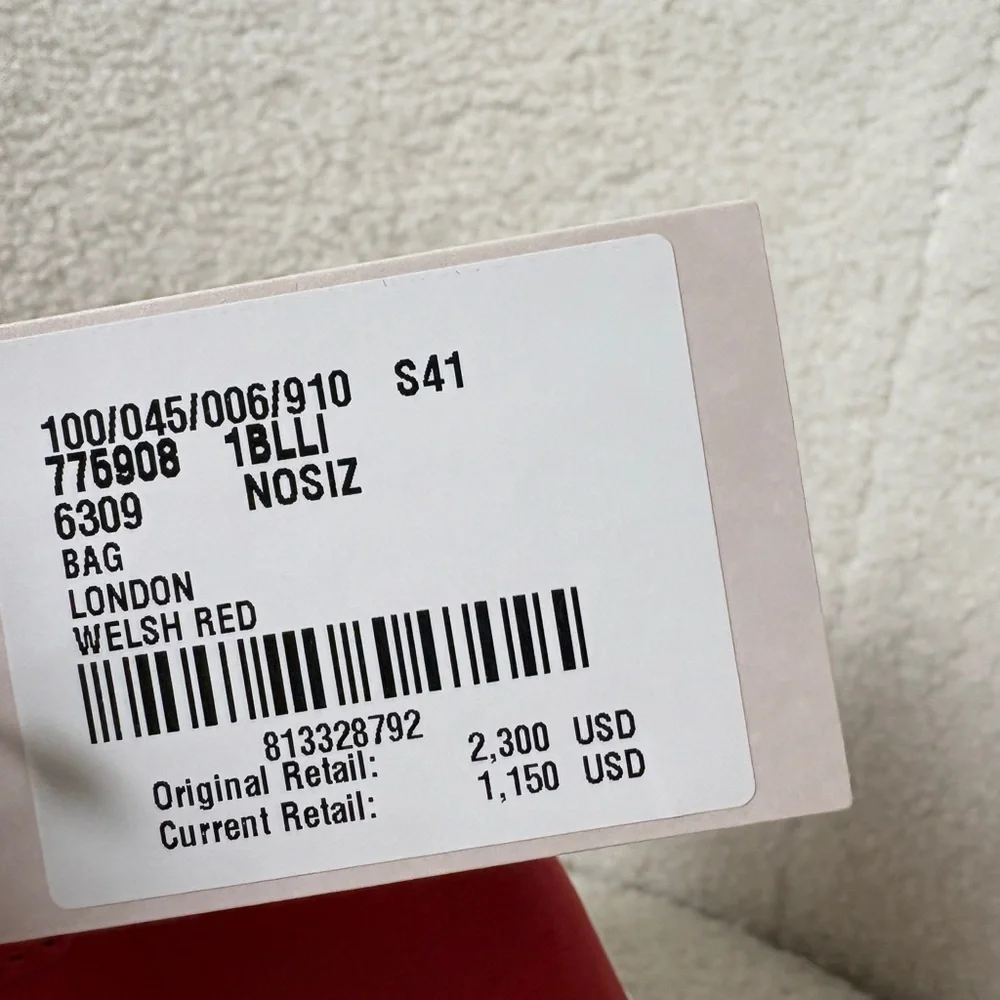 100/045/006/910 S41
776908 1BLLI
6309 NOSIZ
BAG
LONDON
WELSH RED
813328792
Original Retail: 2,300 USD
Current Retail: 1,150 USD